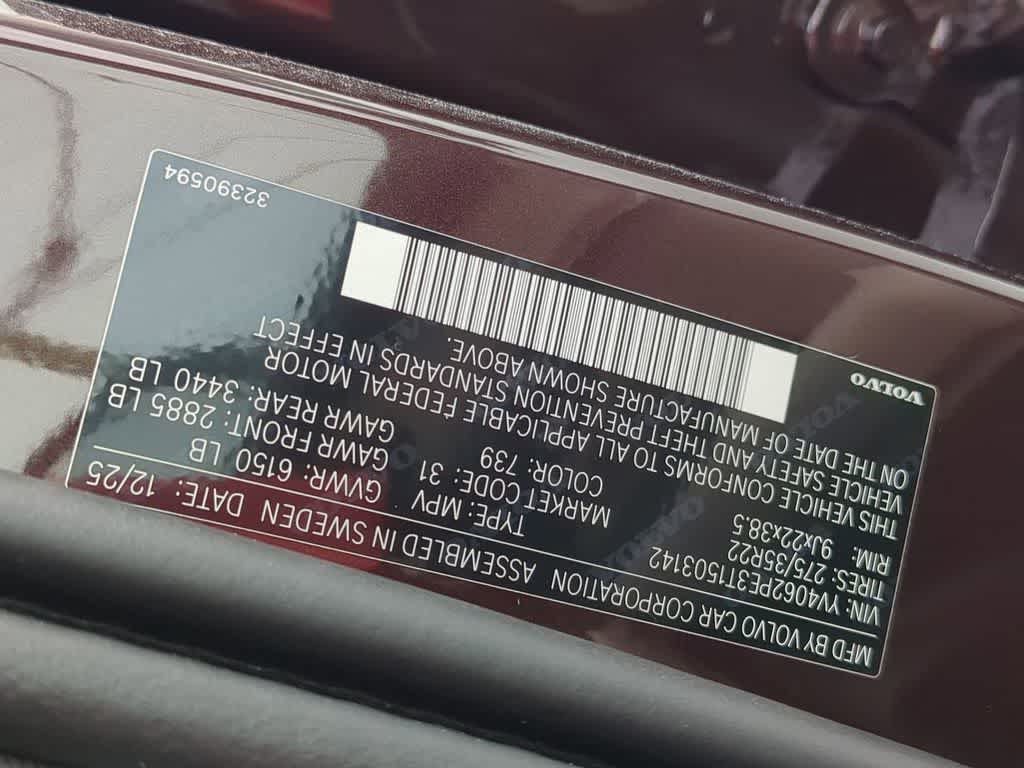 MFD BY VOLVO CAR CORPORATION ASSEMBLED IN SWEDEN DATE: 12/25
VIN: YV4062PE3T1503142 TYPE: MPV GVWR: 6150 LB
TIRES: 275/35R22 MARKET CODE: 31 GAWR FRONT: 2885 LB
RIM: 9Jx22x38.5 COLOR: 739 GAWR REAR: 3440 LB
THIS VEHICLE CONFORMS TO ALL APPLICABLE FEDERAL MOTOR
VEHICLE SAFETY AND THEFT PREVENTION STANDARDS IN EFFECT
ON THE DATE OF MANUFACTURE SHOWN ABOVE.
VOLVO
32390594